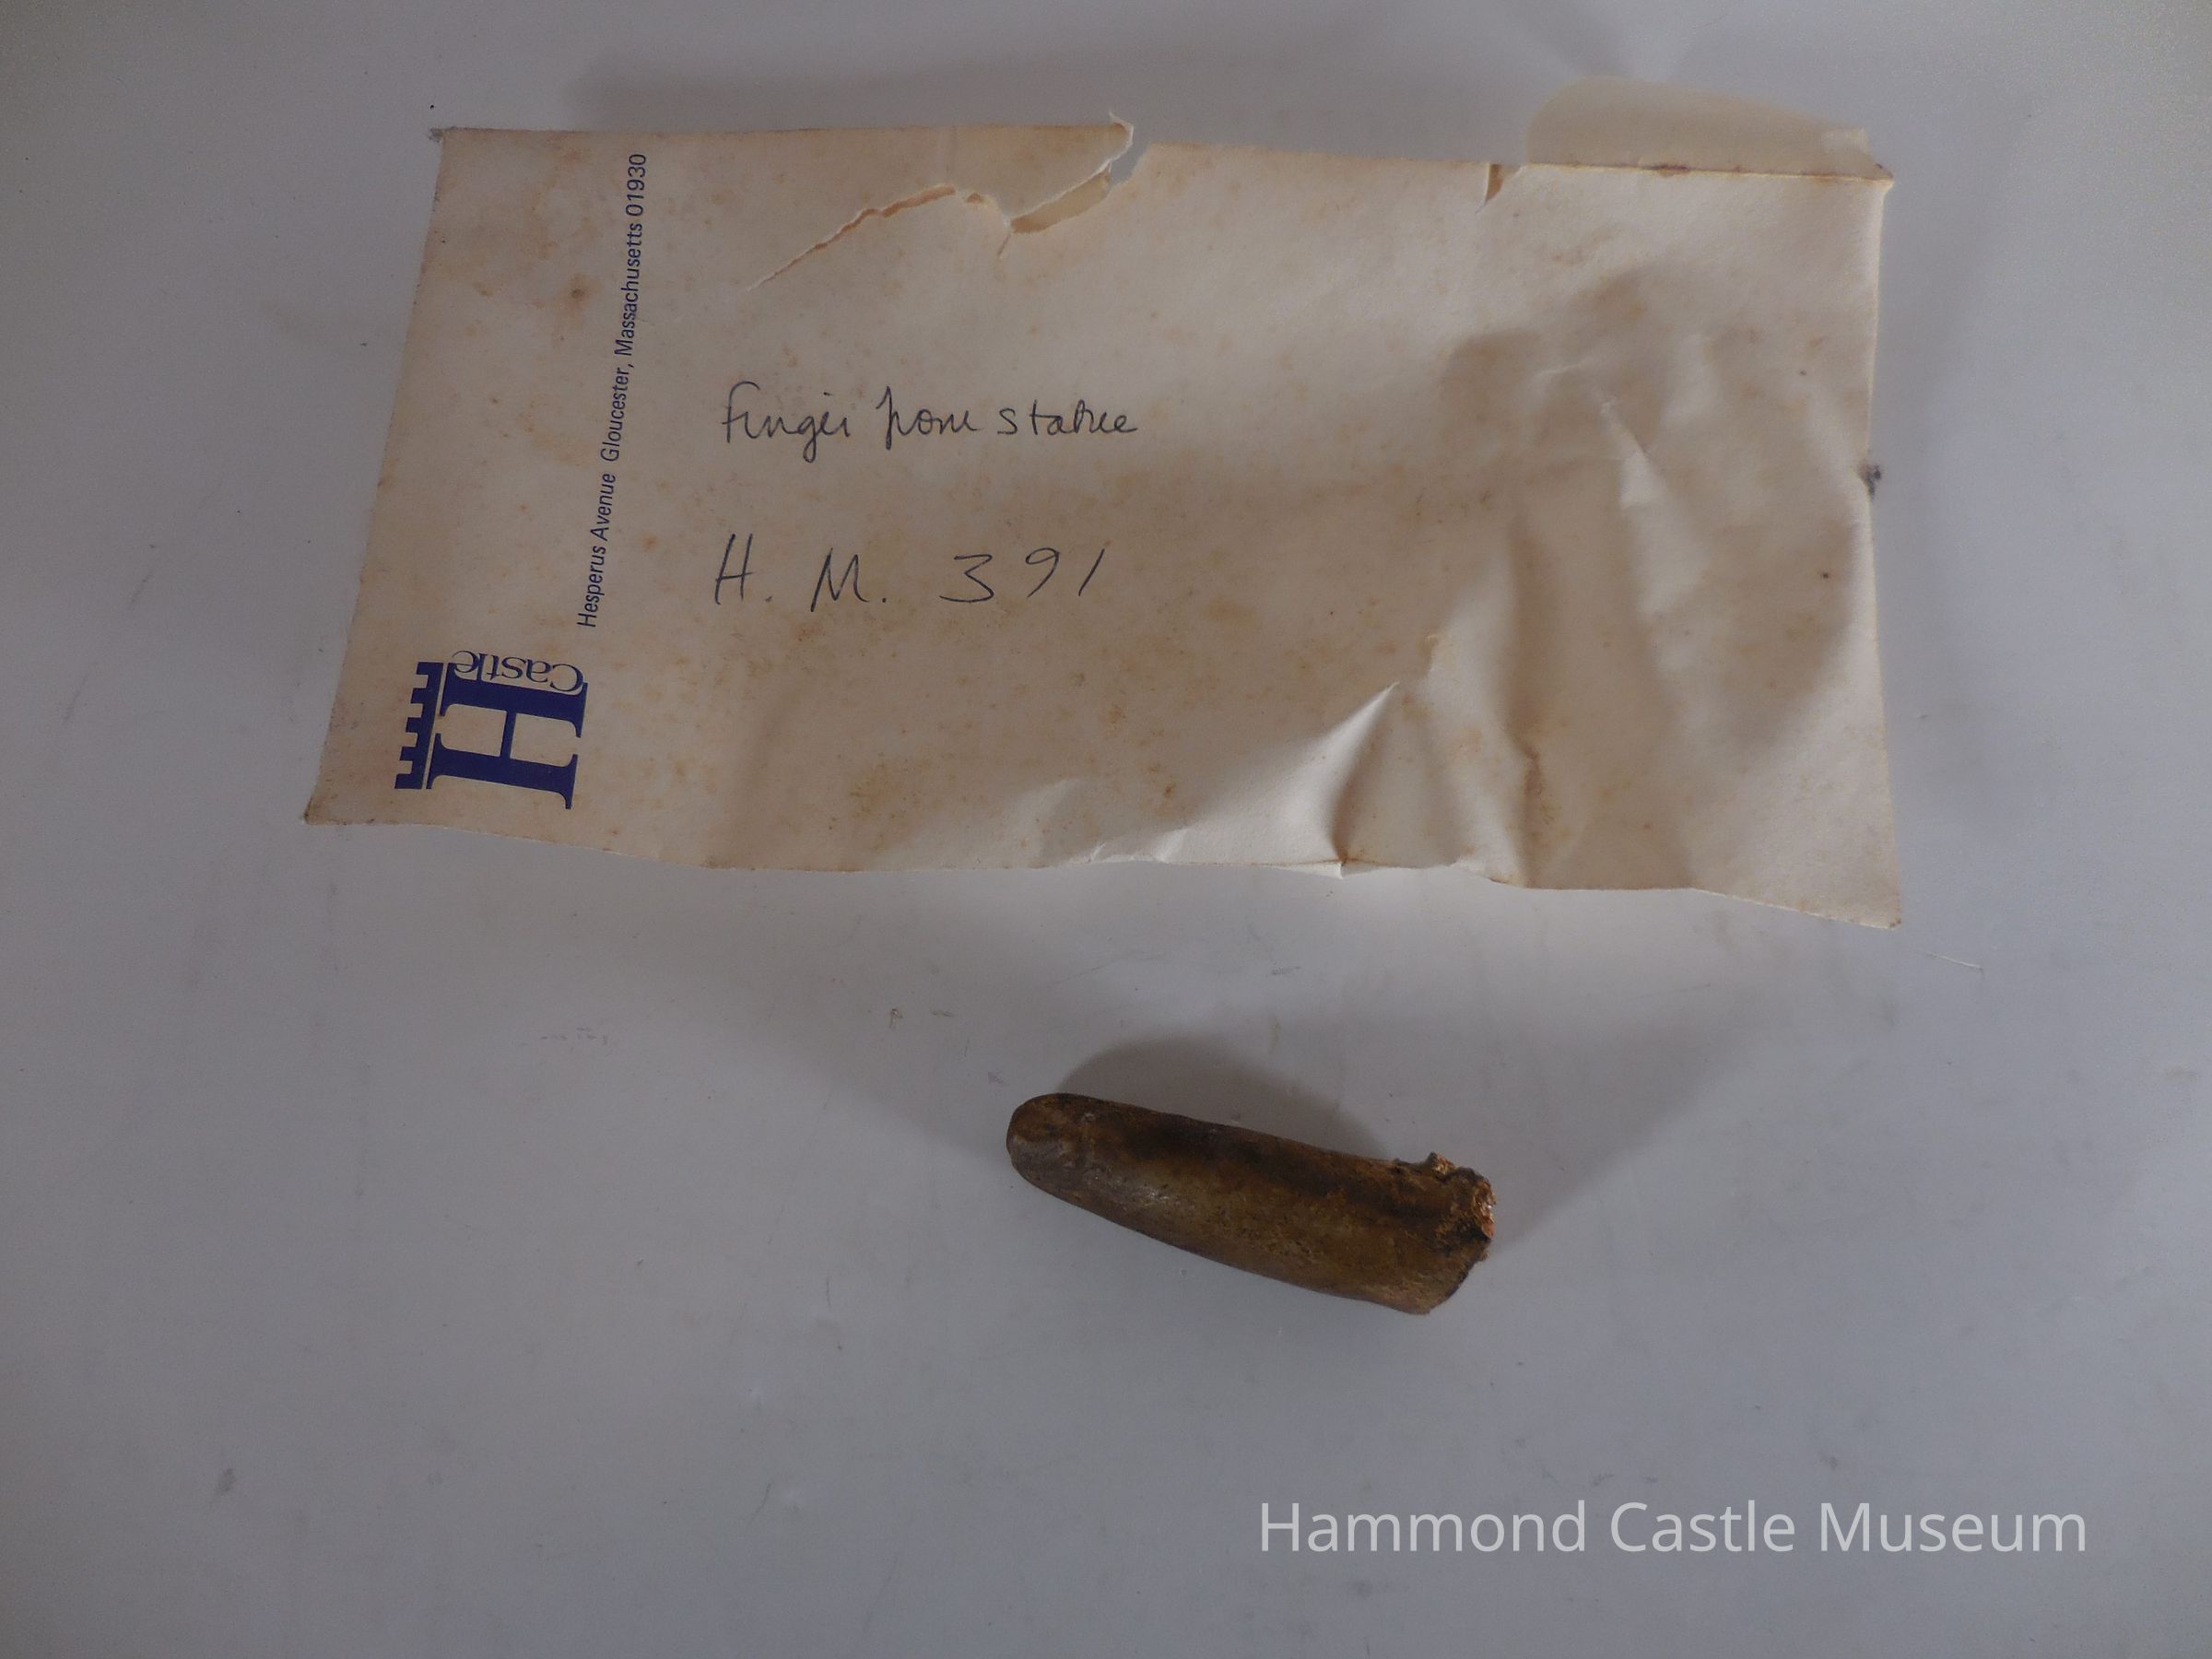 Hesperus Avenue Gloucester, Massachusetts 01930
H Castle
Finger from statue
H. M. 391
Hammond Castle Museum